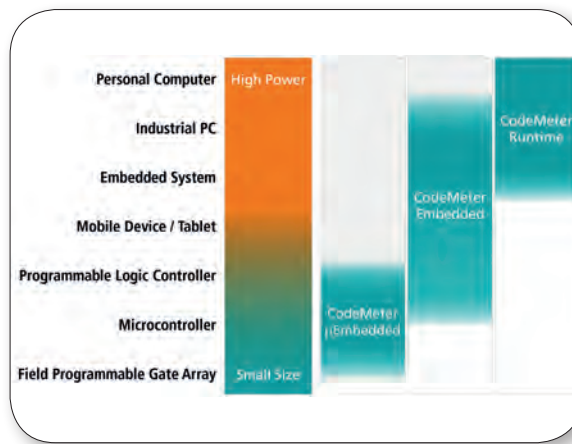 Personal Computer
High Power
Industrial PC
CodeMeter
Runtime
Embedded System
CodeMeter
Embedded
Mobile Device / Tablet
Programmable Logic Controller
CodeMeter
µEmbedded
Microcontroller
Field Programmable Gate Array
Small Size